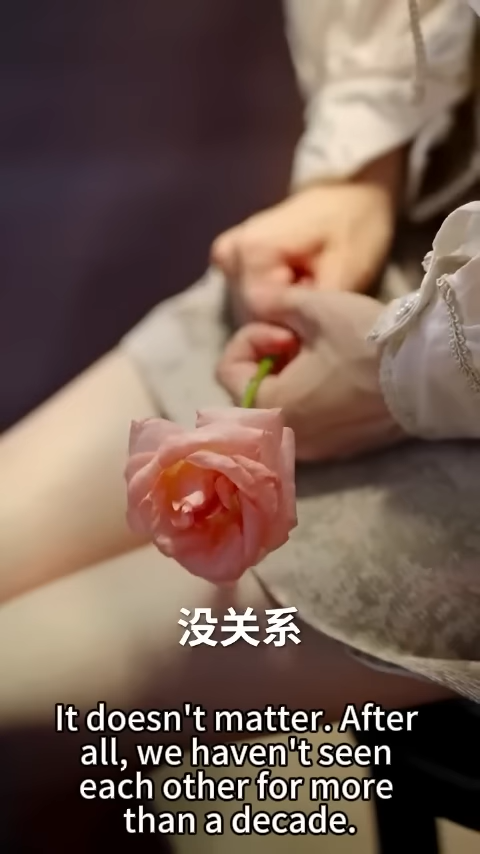 没关系
It doesn't matter. After
all, we haven't seen
each other for more
than a decade.